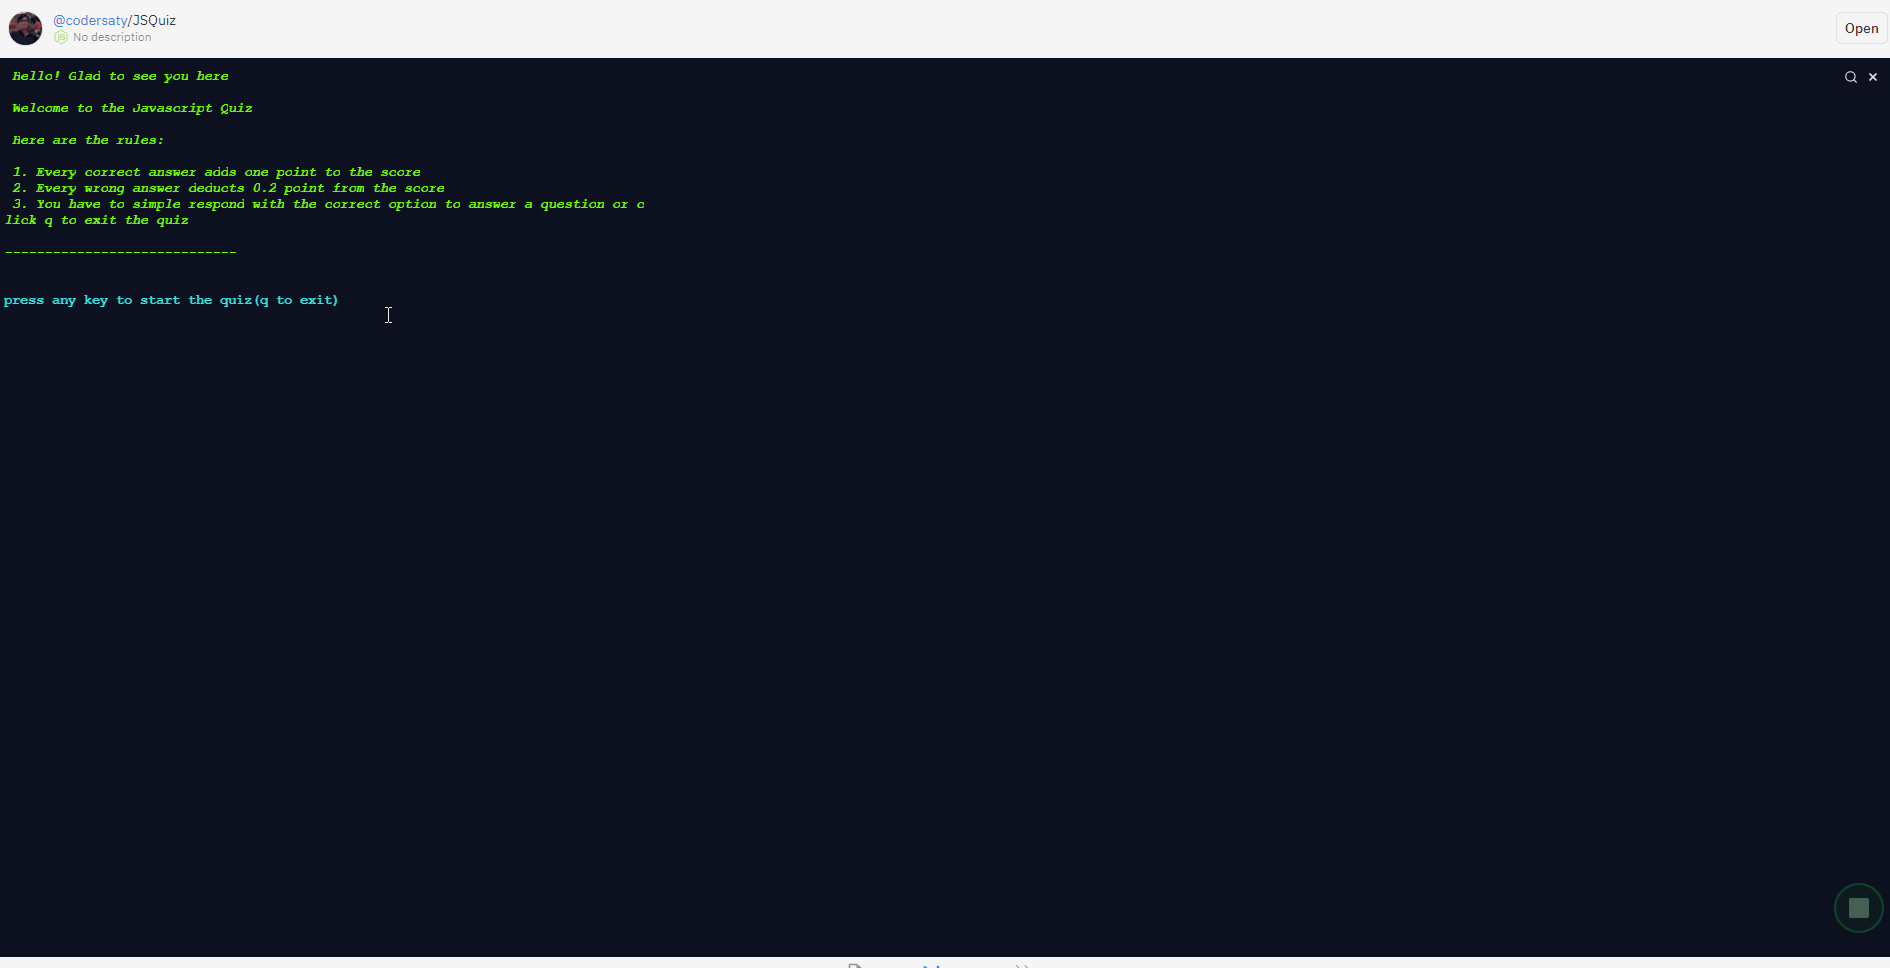 @codersaty/JSQuiz
No description
Open
Hello! Glad to see you here
Welcome to the Javascript Quiz
Here are the rules:
1. Every correct answer adds one point to the score
2. Every wrong answer deducts 0.2 point from the score
3. You have to simple respond with the correct option to answer a question or c
lick q to exit the quiz
-----------------------------
press any key to start the quiz(q to exit)